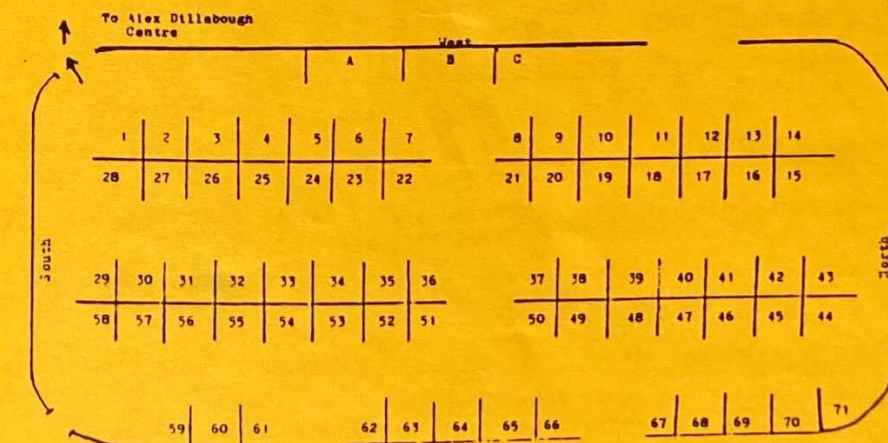 To Alex Dillabough
Centre
West
A B C
1 2 3 4 5 6 7 8 9 10 11 12 13 14
28 27 26 25 24 23 22 21 20 19 18 17 16 15
South
North
29 30 31 32 33 34 35 36 37 38 39 40 41 42 43
58 57 56 55 54 53 52 51 50 49 48 47 46 45 44
59 60 61 62 63 64 65 66 67 68 69 70 71